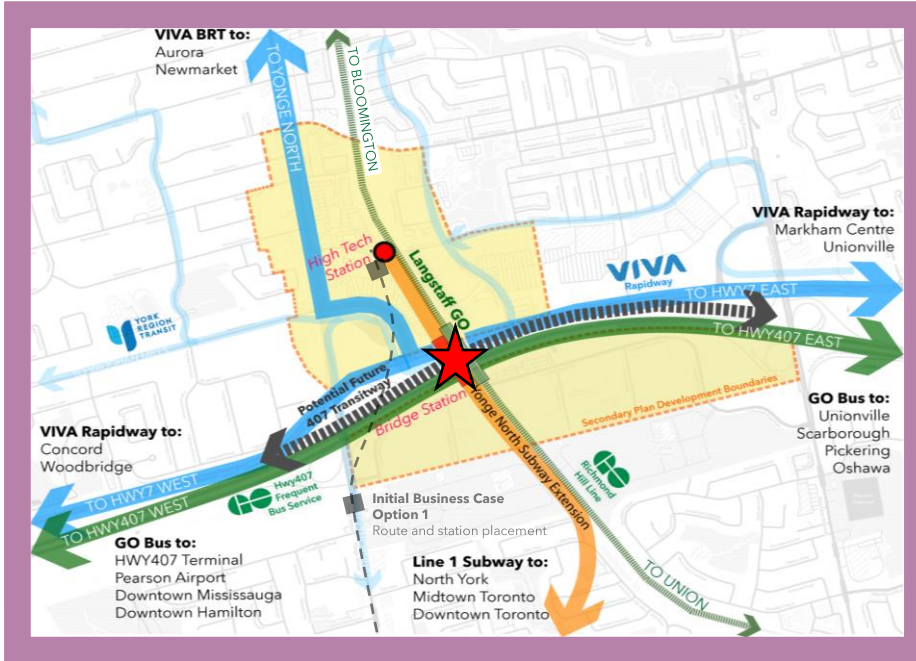 VIVA BRT to:
Aurora
Newmarket
TO YONGE NORTH
TO BLOOMINGTON
VIVA Rapidway to:
Markham Centre
Unionville
High Tech
Station
Langstaff GO
VIVA
Rapidway
TO HWY7 EAST
YORK
REGION
TRANSIT
TO HWY407 EAST
Potential Future
407 Transitway
Bridge Station
Secondary Plan Development Boundaries
GO Bus to:
Unionville
Scarborough
Pickering
Oshawa
VIVA Rapidway to:
Concord
Woodbridge
Yonge North Subway Extension
TO HWY7 WEST
GO
Hwy407
Frequent
Bus Service
GO
Richmond
Hill Line
Initial Business Case
Option 1
Route and station placement
TO HWY407 WEST
GO Bus to:
HWY407 Terminal
Pearson Airport
Downtown Mississauga
Downtown Hamilton
Line 1 Subway to:
North York
Midtown Toronto
Downtown Toronto
TO UNION